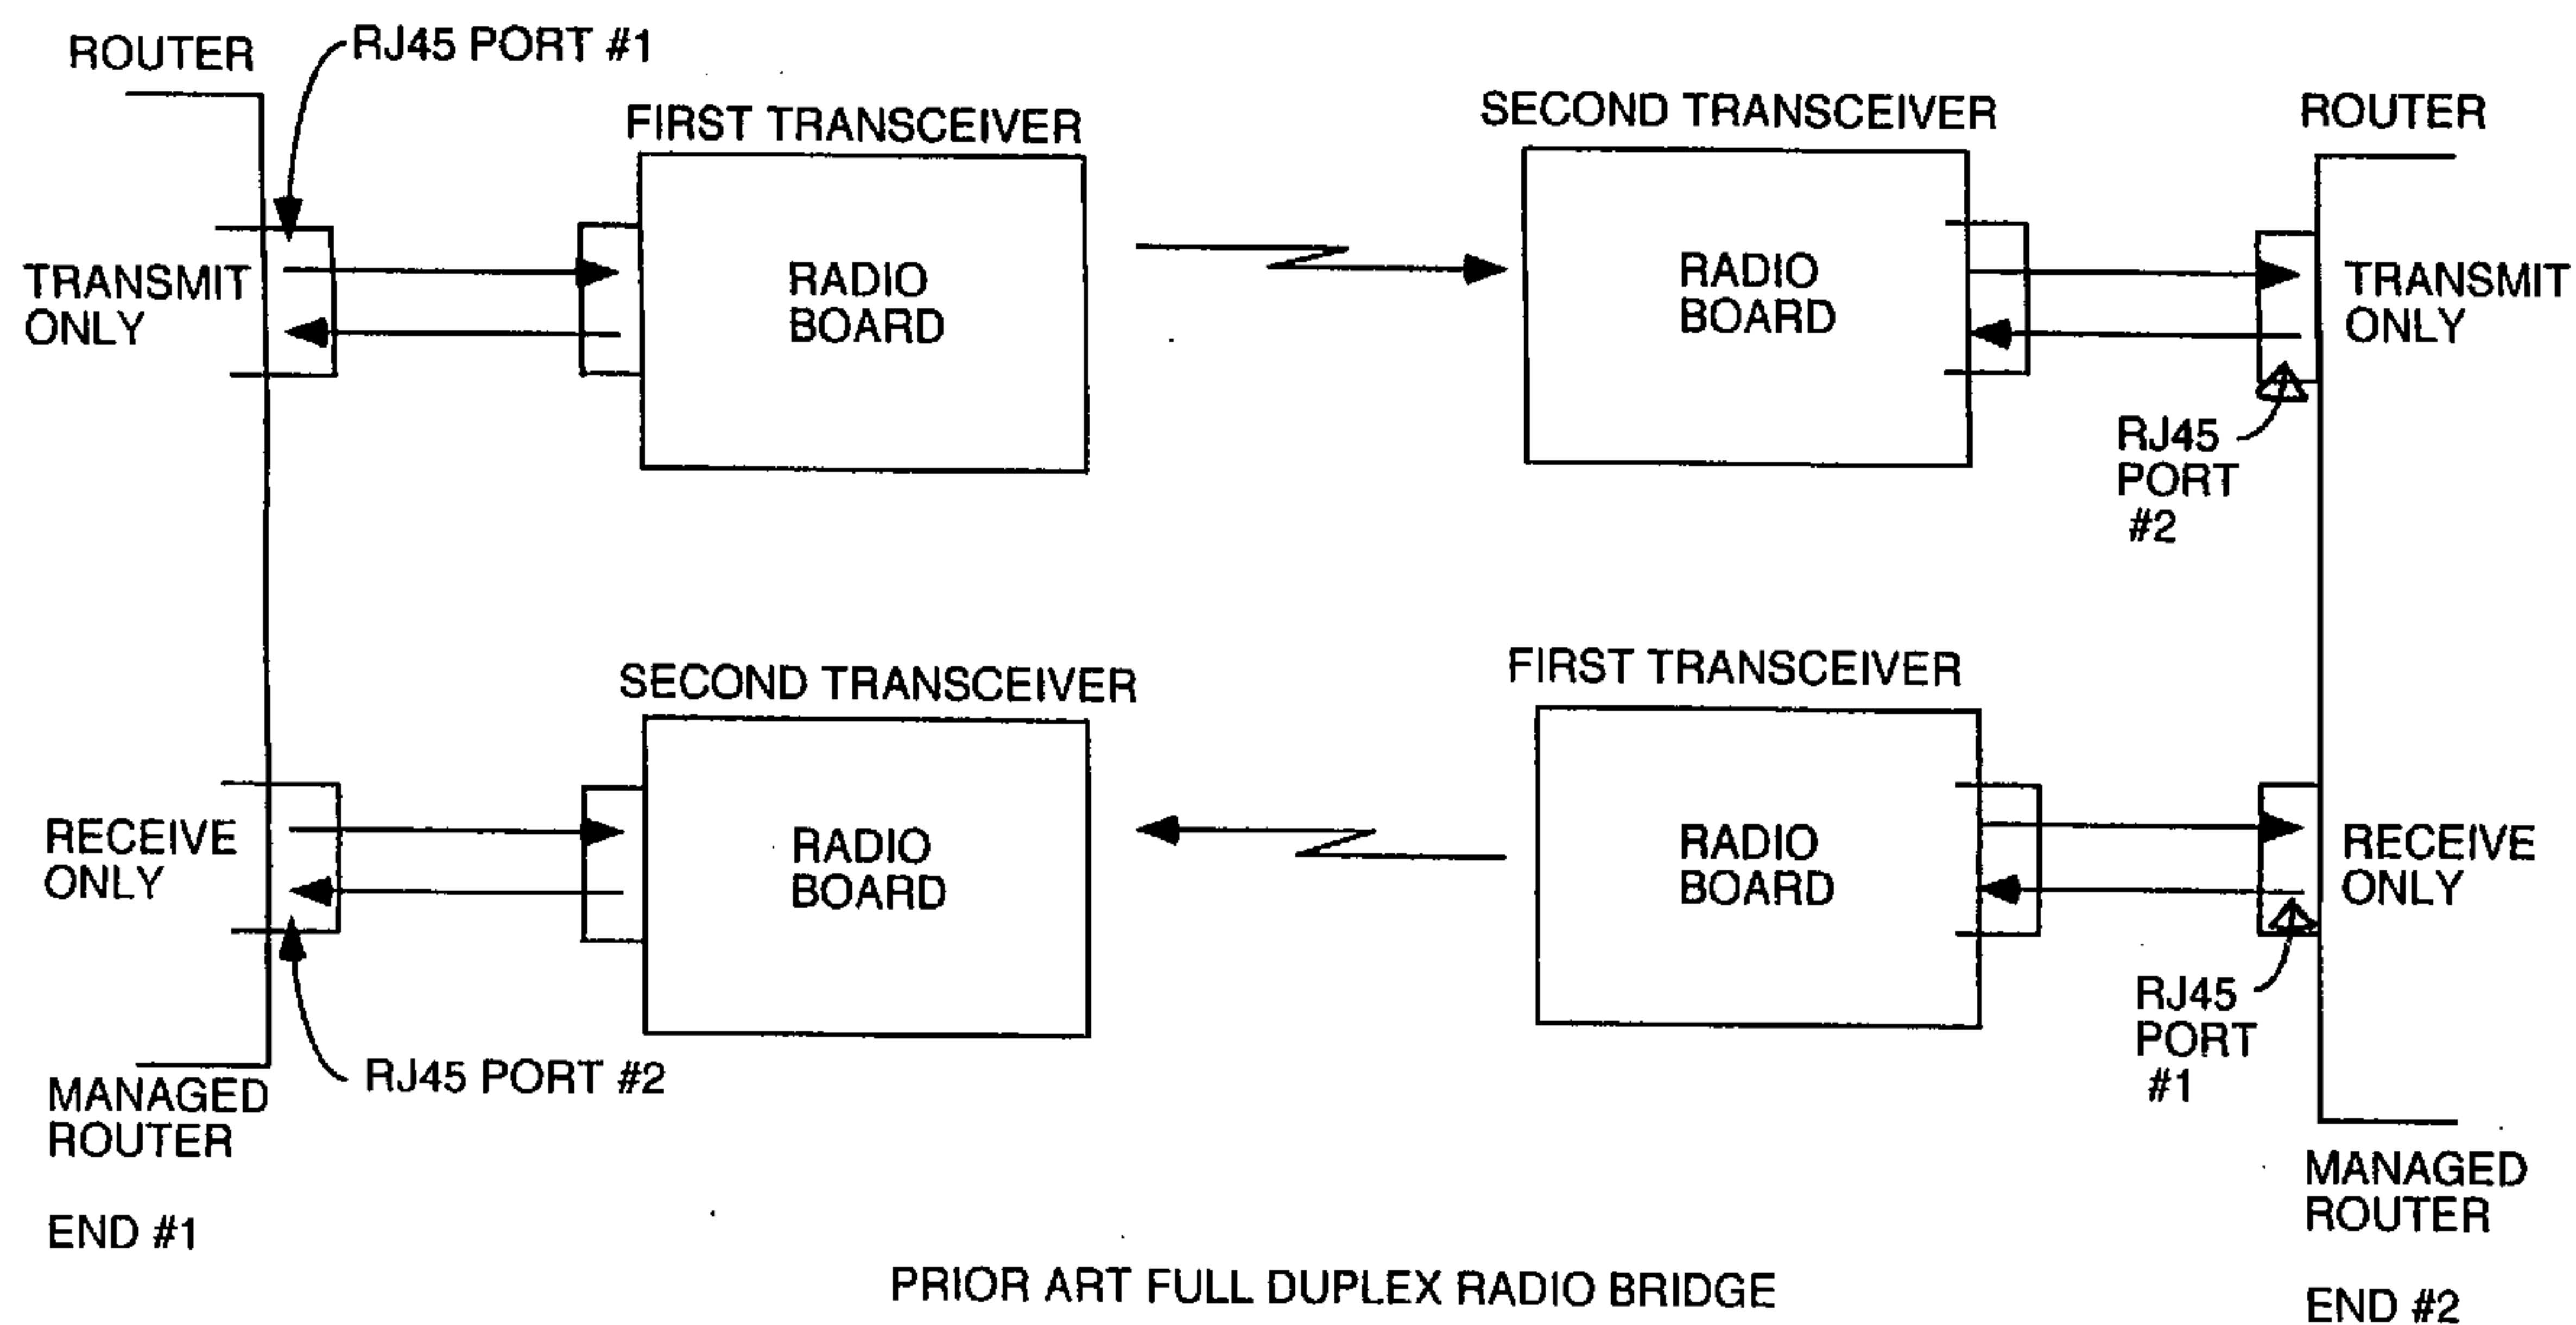 ROUTER
RJ45 PORT #1
FIRST TRANSCEIVER
SECOND TRANSCEIVER
ROUTER
TRANSMIT
ONLY
RADIO
BOARD
RADIO
BOARD
TRANSMIT
ONLY
RJ45
PORT
#2
SECOND TRANSCEIVER
FIRST TRANSCEIVER
RECEIVE
ONLY
RADIO
BOARD
RADIO
BOARD
RECEIVE
ONLY
RJ45
PORT
#1
RJ45 PORT #2
MANAGED
ROUTER
END #1
MANAGED
ROUTER
END #2
PRIOR ART FULL DUPLEX RADIO BRIDGE